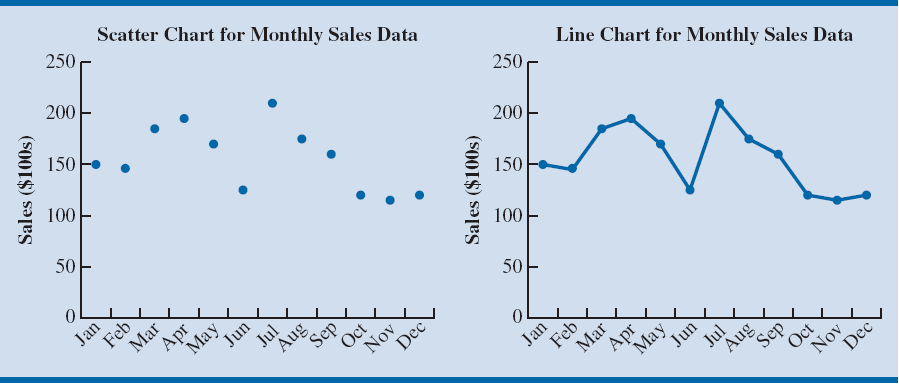 Scatter Chart for Monthly Sales Data
Sales ($100s)
250
200
150
100
50
0
Jan Feb Mar Apr May Jun Jul Aug Sep Oct Nov Dec
Line Chart for Monthly Sales Data
Sales ($100s)
250
200
150
100
50
0
Jan Feb Mar Apr May Jun Jul Aug Sep Oct Nov Dec